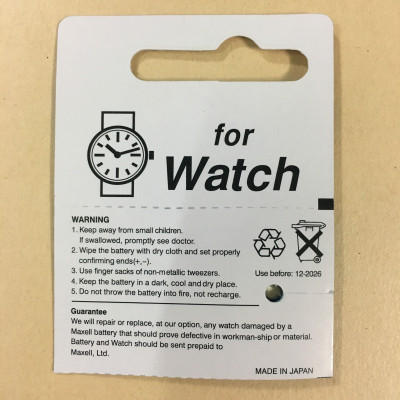 for
Watch
WARNING
1. Keep away from small children.
If swallowed, promptly see doctor.
2. Wipe the battery with dry cloth and set properly
confirming ends(+,−).
3. Use finger sacks of non-metallic tweezers.
4. Keep the battery in a dark, cool and dry place.
5. Do not throw the battery into fire, not recharge.
Use before: 12-2026
Guarantee
We will repair or replace, at our option, any watch damaged by a
Maxell battery that should prove defective in workman-ship or material.
Battery and Watch should be sent prepaid to
Maxell, Ltd.
MADE IN JAPAN